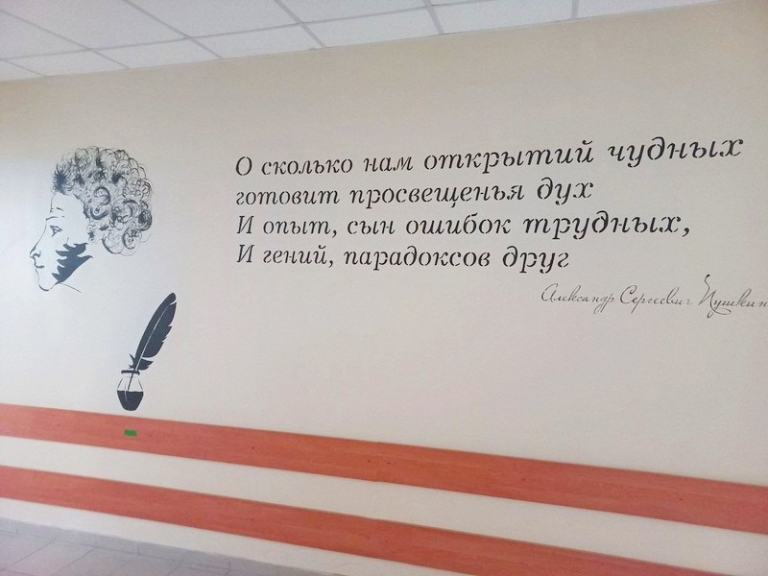 О сколько нам открытий чудных
готовит просвещенья дух
И опыт, сын ошибок трудных,
И гений, парадоксов друг
Александр Сергеевич Пушкин